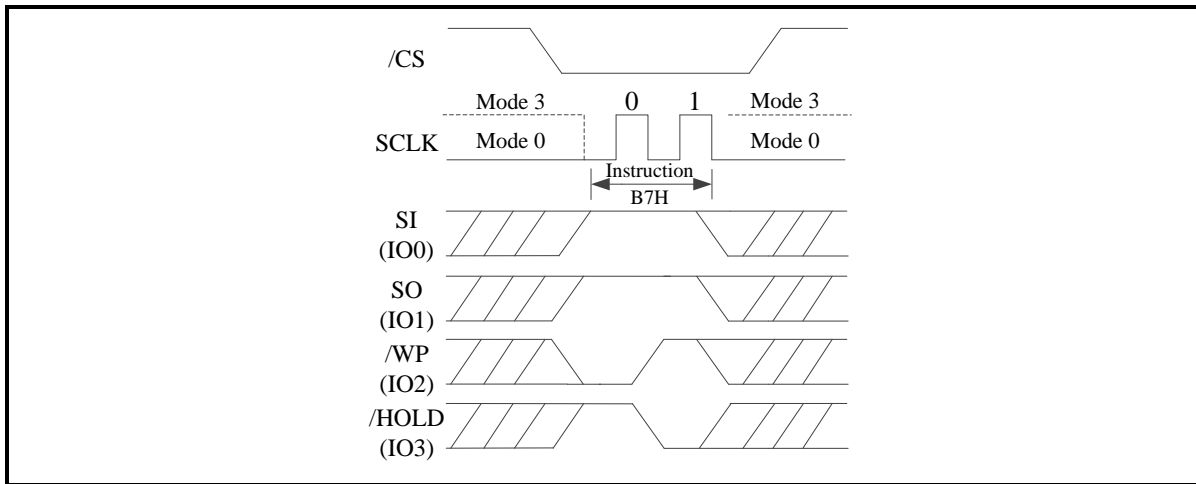 /CS
Mode 3 0 1 Mode 3
SCLK Mode 0 Mode 0
Instruction
B7H
SI
(IO0)
SO
(IO1)
/WP
(IO2)
/HOLD
(IO3)